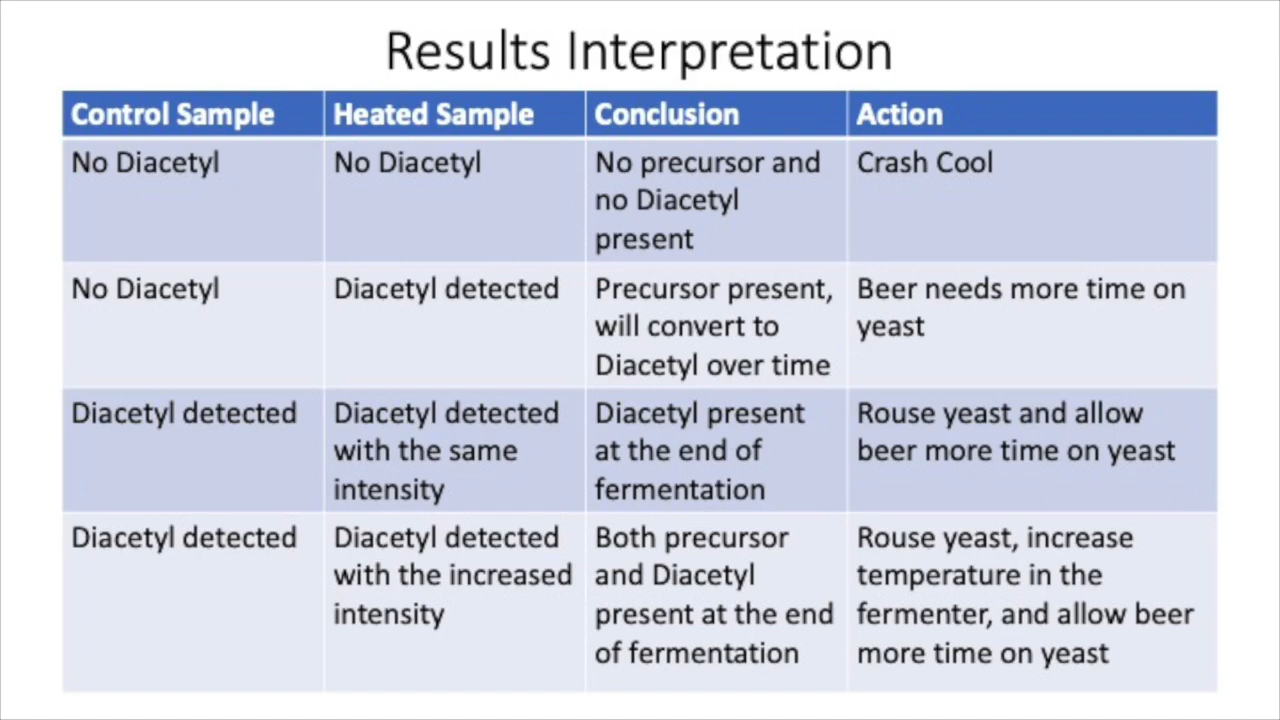 Results Interpretation
Control Sample
Heated Sample
Conclusion
Action
No Diacetyl
No Diacetyl
No precursor and
no Diacetyl
present
Crash Cool
No Diacetyl
Diacetyl detected
Precursor present,
will convert to
Diacetyl over time
Beer needs more time on
yeast
Diacetyl detected
Diacetyl detected
with the same
intensity
Diacetyl present
at the end of
fermentation
Rouse yeast and allow
beer more time on yeast
Diacetyl detected
Diacetyl detected
with the increased
intensity
Both precursor
and Diacetyl
present at the end
of fermentation
Rouse yeast, increase
temperature in the
fermenter, and allow beer
more time on yeast